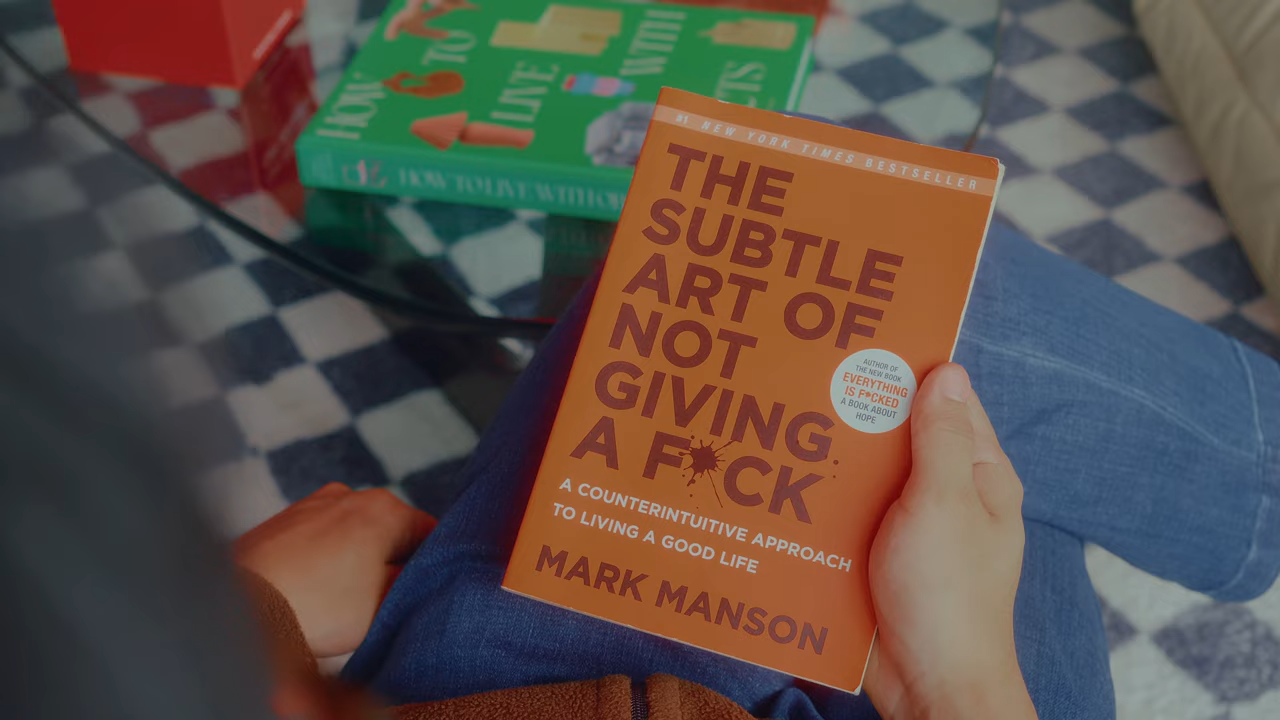 HOW TO
LIVE WITH
HOW TO LIVE WITH
#1 NEW YORK TIMES BESTSELLER
THE
SUBTLE
ART OF
NOT
GIVING
A F*CK
AUTHOR OF
THE NEW BOOK
EVERYTHING
IS F*CKED
A BOOK ABOUT
HOPE
A COUNTERINTUITIVE APPROACH
TO LIVING A GOOD LIFE
MARK MANSON